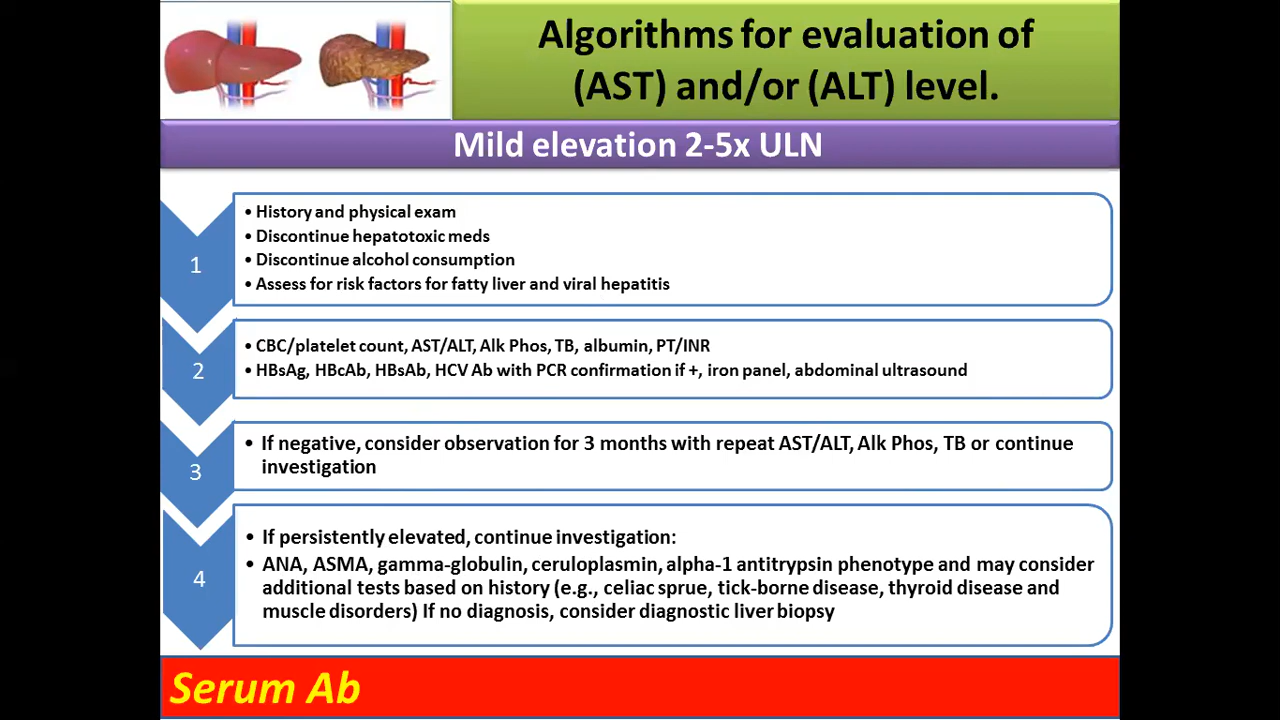 Algorithms for evaluation of
(AST) and/or (ALT) level.
Mild elevation 2-5x ULN
1
• History and physical exam
• Discontinue hepatotoxic meds
• Discontinue alcohol consumption
• Assess for risk factors for fatty liver and viral hepatitis
2
• CBC/platelet count, AST/ALT, Alk Phos, TB, albumin, PT/INR
• HBsAg, HBcAb, HBsAb, HCV Ab with PCR confirmation if +, iron panel, abdominal ultrasound
3
• If negative, consider observation for 3 months with repeat AST/ALT, Alk Phos, TB or continue
investigation
4
• If persistently elevated, continue investigation:
• ANA, ASMA, gamma-globulin, ceruloplasmin, alpha-1 antitrypsin phenotype and may consider
additional tests based on history (e.g., celiac sprue, tick-borne disease, thyroid disease and
muscle disorders) If no diagnosis, consider diagnostic liver biopsy
Serum Ab